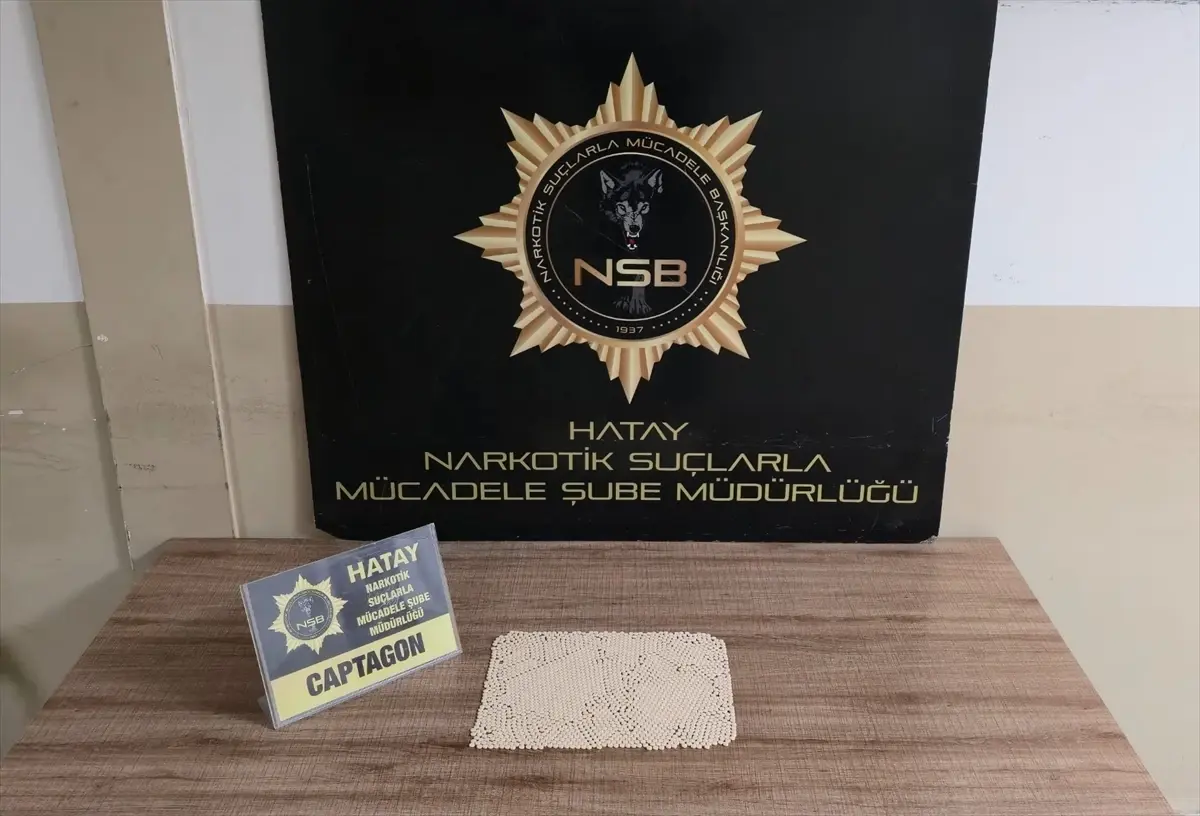 NARKOTİK SUÇLARLA MÜCADELE BAŞKANLIĞI
NSB
1937
HATAY
NARKOTİK SUÇLARLA
MÜCADELE ŞUBE MÜDÜRLÜĞÜ
HATAY
NARKOTİK
SUÇLARLA
MÜCADELE ŞUBE
MÜDÜRLÜĞÜ
NSB
CAPTAGON